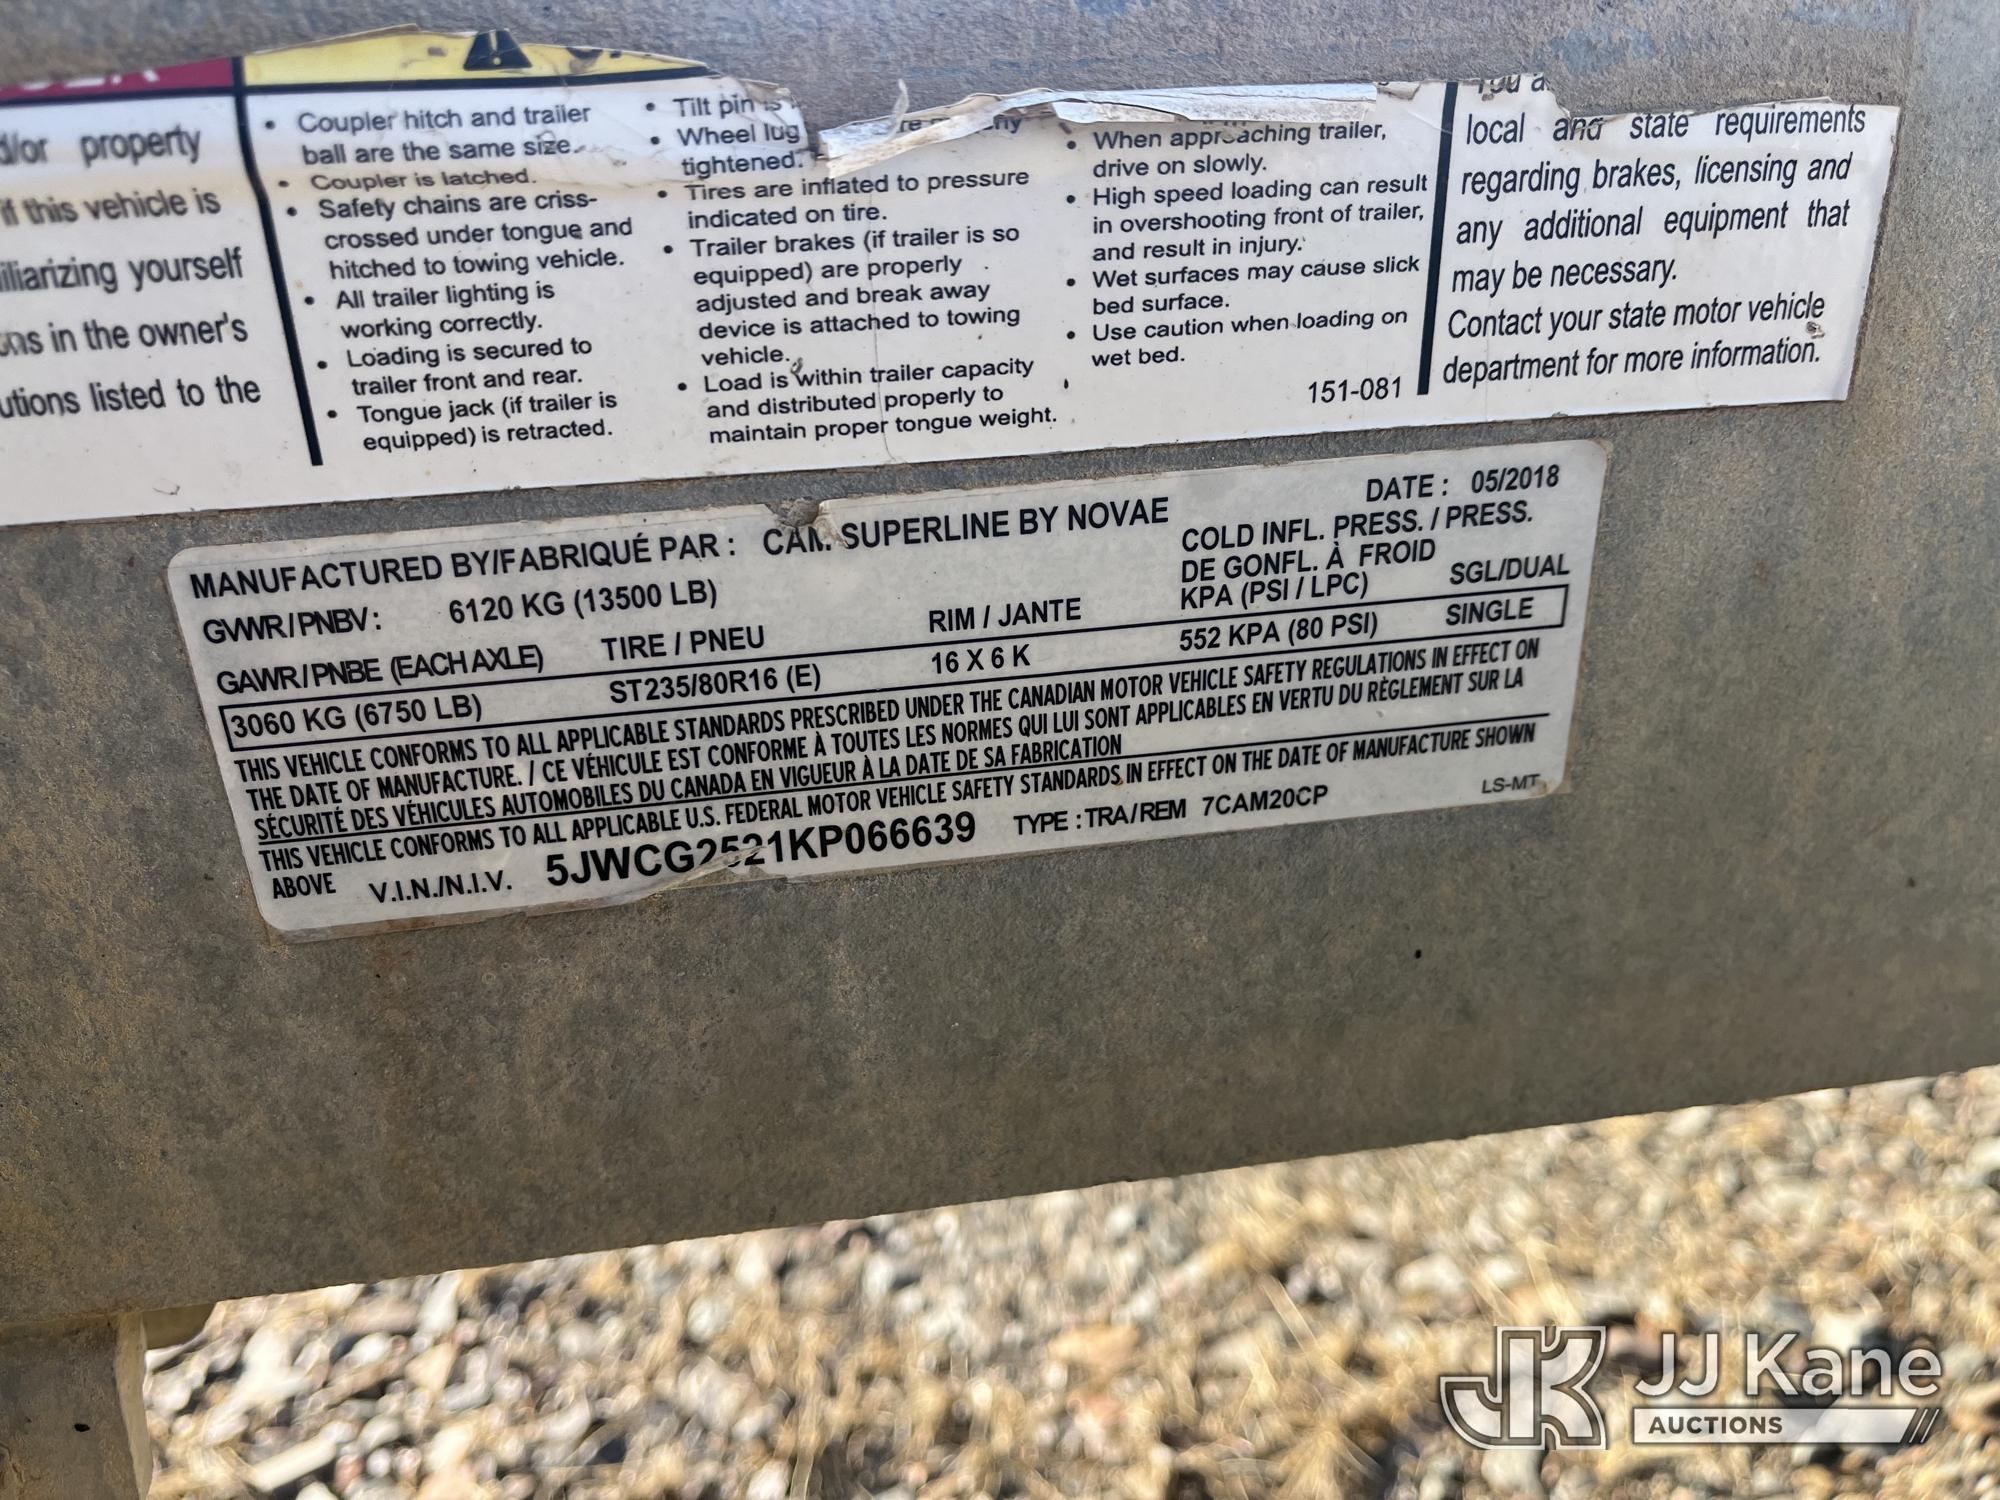 d/or property
if this vehicle is
iliarizing yourself
ons in the owner's
utions listed to the
• Coupler hitch and trailer
ball are the same size.
• Coupler is latched.
• Safety chains are criss-
crossed under tongue and
hitched to towing vehicle.
• All trailer lighting is
working correctly.
• Loading is secured to
trailer front and rear.
• Tongue jack (if trailer is
equipped) is retracted.
• Tilt pin is
• Wheel lug
tightened.
• Tires are inflated to pressure
indicated on tire.
• Trailer brakes (if trailer is so
equipped) are properly
adjusted and break away
device is attached to towing
vehicle.
• Load is within trailer capacity
and distributed properly to
maintain proper tongue weight.
• When approaching trailer,
drive on slowly.
• High speed loading can result
in overshooting front of trailer,
and result in injury.
• Wet surfaces may cause slick
bed surface.
• Use caution when loading on
wet bed.
151-081
You a
local and state requirements
regarding brakes, licensing and
any additional equipment that
may be necessary.
Contact your state motor vehicle
department for more information.
DATE : 05/2018
MANUFACTURED BY/FABRIQUÉ PAR : CAM SUPERLINE BY NOVAE
GVWR/PNBV : 6120 KG (13500 LB)
COLD INFL. PRESS. / PRESS.
DE GONFL. À FROID
KPA (PSI / LPC) SGL/DUAL
GAWR/PNBE (EACH AXLE) TIRE / PNEU RIM / JANTE
3060 KG (6750 LB) ST235/80R16 (E) 16 X 6 K 552 KPA (80 PSI) SINGLE
THIS VEHICLE CONFORMS TO ALL APPLICABLE STANDARDS PRESCRIBED UNDER THE CANADIAN MOTOR VEHICLE SAFETY REGULATIONS IN EFFECT ON
THE DATE OF MANUFACTURE. / CE VÉHICULE EST CONFORME À TOUTES LES NORMES QUI LUI SONT APPLICABLES EN VERTU DU RÈGLEMENT SUR LA
SÉCURITÉ DES VÉHICULES AUTOMOBILES DU CANADA EN VIGUEUR À LA DATE DE SA FABRICATION
THIS VEHICLE CONFORMS TO ALL APPLICABLE U.S. FEDERAL MOTOR VEHICLE SAFETY STANDARDS IN EFFECT ON THE DATE OF MANUFACTURE SHOWN
ABOVE V.I.N./N.I.V. 5JWCG2521KP066639 TYPE : TRA/REM 7CAM20CP LS-MT
JK JJ Kane
AUCTIONS